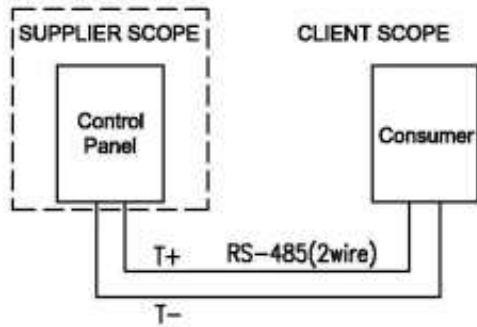 SUPPLIER SCOPE
CLIENT SCOPE
Control
Panel
Consumer
T+
RS-485(2wire)
T-